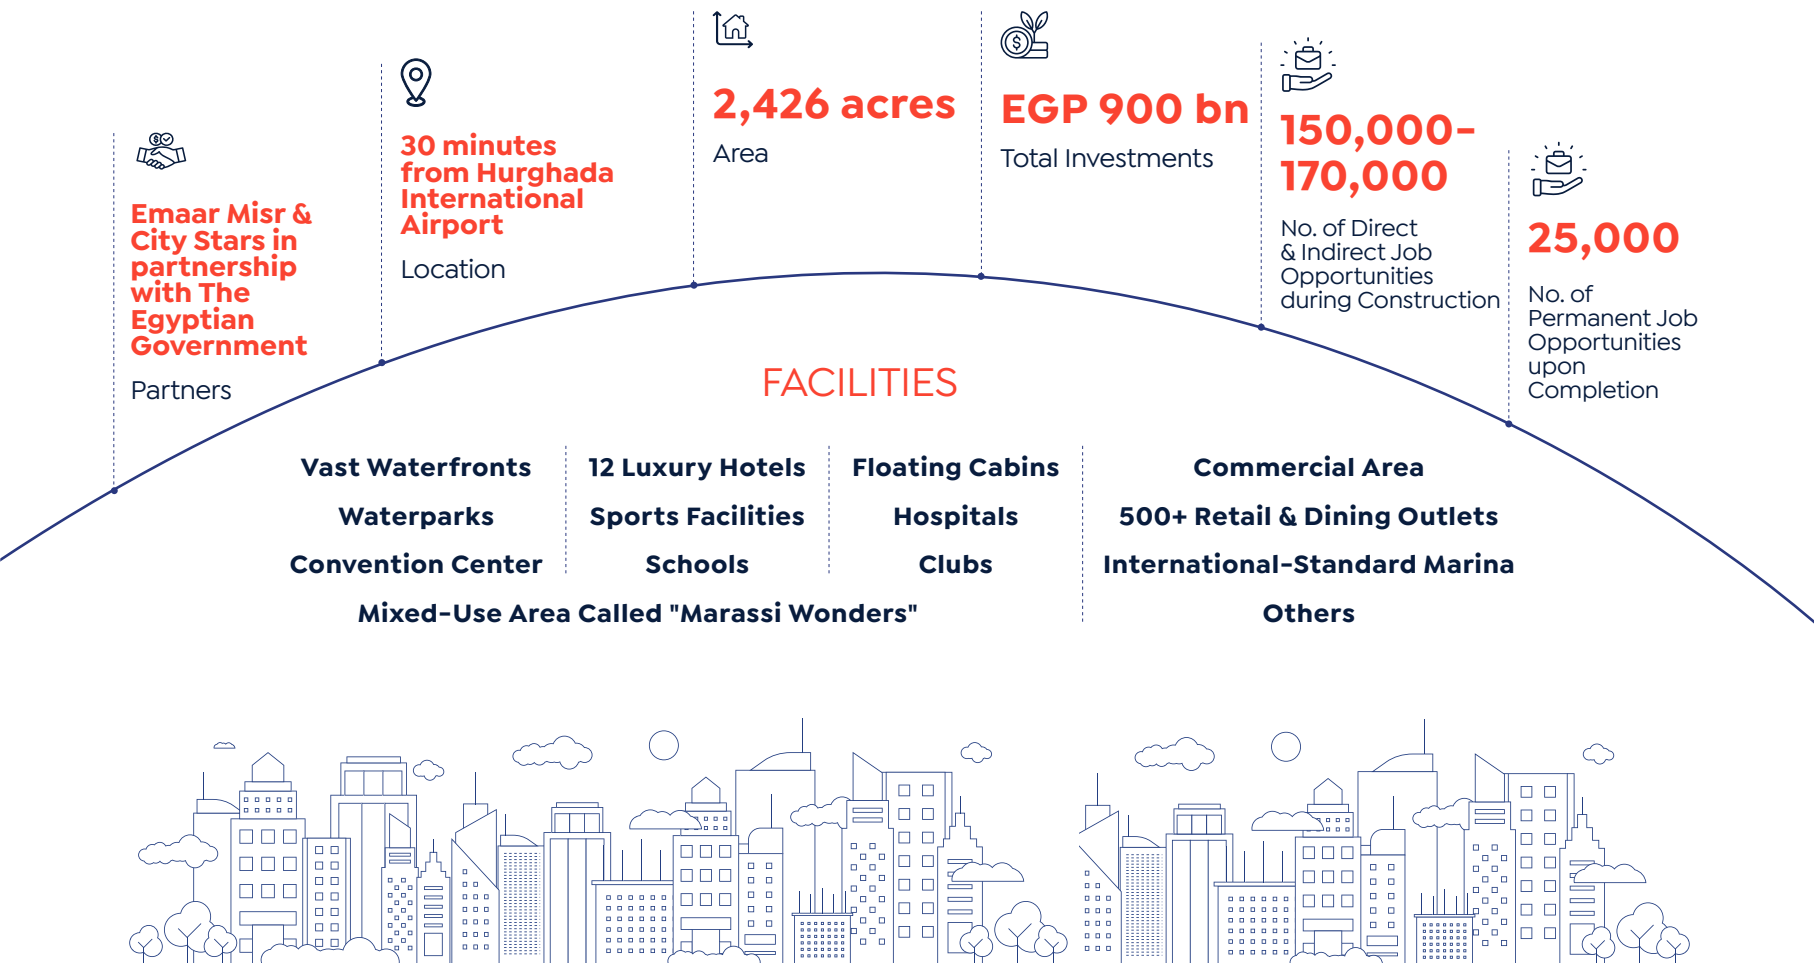 Emaar Misr &
City Stars in
partnership
with The
Egyptian
Government
Partners
30 minutes
from Hurghada
International
Airport
Location
2,426 acres
Area
EGP 900 bn
Total Investments
150,000-
170,000
No. of Direct
& Indirect Job
Opportunities
during Construction
25,000
No. of
Permanent Job
Opportunities
upon
Completion
FACILITIES
Vast Waterfronts
Waterparks
Convention Center
12 Luxury Hotels
Sports Facilities
Schools
Floating Cabins
Hospitals
Clubs
Mixed-Use Area Called "Marassi Wonders"
Commercial Area
500+ Retail & Dining Outlets
International-Standard Marina
Others